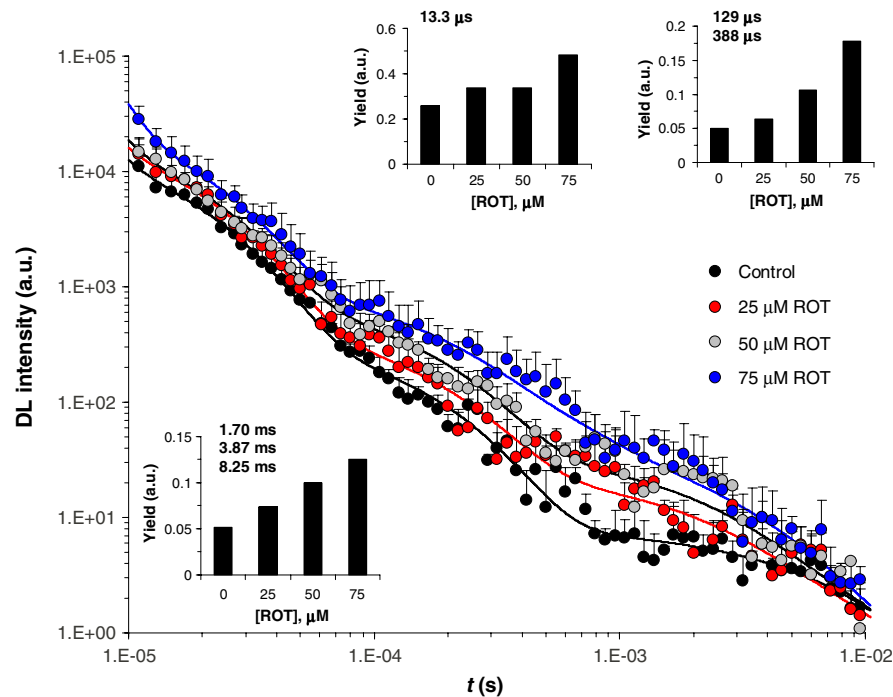 13.3 µs
0.6
0.4
0.2
0
Yield (a.u.)
0 25 50 75
[ROT], µM
129 µs
388 µs
0.2
0.15
0.1
0.05
0
Yield (a.u.)
0 25 50 75
[ROT], µM
1.E+05
1.E+04
1.E+03
1.E+02
1.E+01
1.E+00
DL intensity (a.u.)
Control
25 µM ROT
50 µM ROT
75 µM ROT
1.70 ms
3.87 ms
8.25 ms
0.15
0.1
0.05
0
Yield (a.u.)
0 25 50 75
[ROT], µM
1.E-05 1.E-04 1.E-03 1.E-02
t (s)